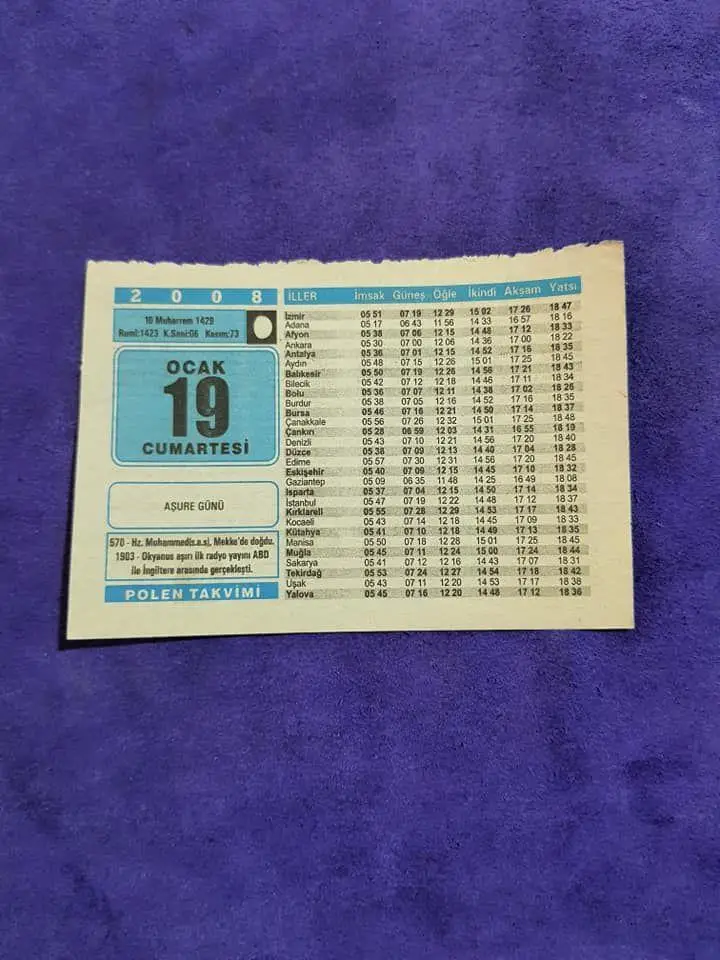 2 0 0 8
10 Muharrem 1429
Rumi:1423 K.Sani:06 Kasım:73
OCAK
19
CUMARTESİ
AŞURE GÜNÜ
570 - Hz. Muhammed(s.a.s), Mekke'de doğdu.
1903 - Okyanus aşırı ilk radyo yayını ABD
ile İngiltere arasında gerçekleşti.
POLEN TAKVİMİ
İLLER İmsak Güneş Öğle İkindi Akşam Yatsı
İzmir 05 51 07 19 12 29 15 02 17 26 18 47
Adana 05 17 06 43 11 56 14 33 16 57 18 16
Afyon 05 38 07 06 12 15 14 48 17 12 18 33
Ankara 05 30 07 00 12 06 14 36 17 00 18 22
Antalya 05 36 07 01 12 15 14 52 17 16 18 35
Aydın 05 48 07 15 12 26 15 01 17 25 18 45
Balıkesir 05 50 07 19 12 26 14 56 17 21 18 43
Bilecik 05 42 07 12 12 18 14 46 17 11 18 34
Bolu 05 36 07 07 12 11 14 38 17 02 18 26
Burdur 05 38 07 05 12 16 14 52 17 16 18 35
Bursa 05 46 07 16 12 21 14 50 17 14 18 37
Çanakkale 05 56 07 26 12 32 15 01 17 25 18 48
Çankırı 05 28 06 59 12 03 14 31 16 55 18 19
Denizli 05 43 07 10 12 21 14 56 17 20 18 40
Düzce 05 38 07 09 12 13 14 40 17 04 18 28
Edirne 05 57 07 30 12 31 14 56 17 20 18 45
Eskişehir 05 40 07 09 12 15 14 45 17 10 18 32
Gaziantep 05 09 06 35 11 48 14 25 16 49 18 08
Isparta 05 37 07 04 12 15 14 50 17 14 18 34
İstanbul 05 47 07 19 12 22 14 48 17 12 18 37
Kırklareli 05 55 07 28 12 29 14 53 17 17 18 43
Kocaeli 05 43 07 14 12 18 14 45 17 09 18 33
Kütahya 05 41 07 10 12 18 14 49 17 13 18 35
Manisa 05 50 07 18 12 28 15 01 17 25 18 45
Muğla 05 45 07 11 12 24 15 00 17 24 18 44
Sakarya 05 41 07 12 12 16 14 43 17 07 18 31
Tekirdağ 05 53 07 24 12 27 14 54 17 18 18 42
Uşak 05 43 07 11 12 20 14 53 17 17 18 38
Yalova 05 45 07 16 12 20 14 48 17 12 18 36